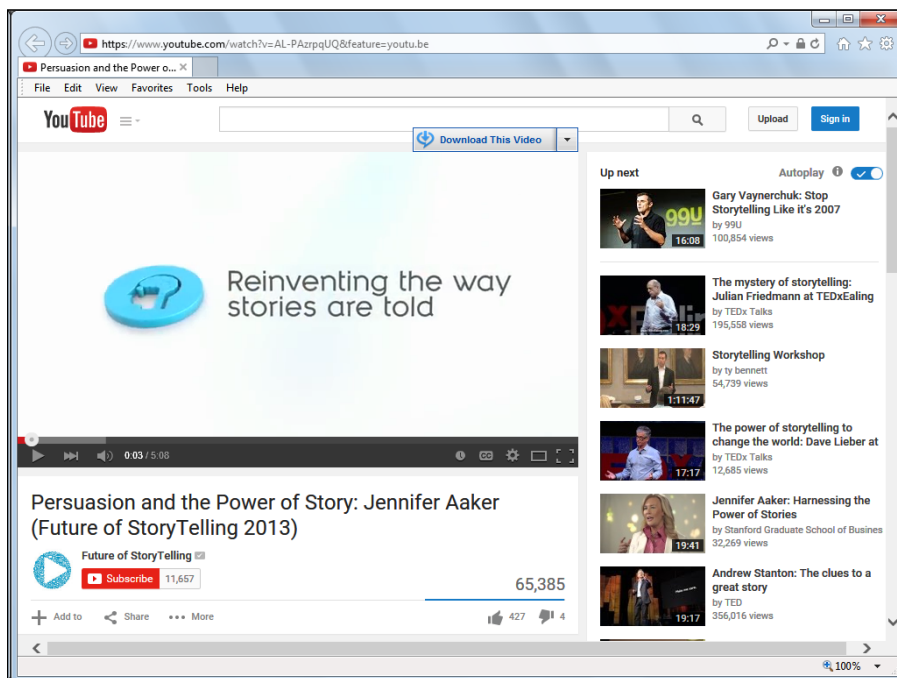 https://www.youtube.com/watch?v=AL-PAzrpqUQ&feature=youtu.be
Persuasion and the Power o...
File Edit View Favorites Tools Help
YouTube
Upload
Sign in
Download This Video
Reinventing the way
stories are told
0:03 / 5:08
CC
Persuasion and the Power of Story: Jennifer Aaker
(Future of StoryTelling 2013)
Future of StoryTelling
Subscribe 11,657
65,385
Add to Share More
427 4
Up next Autoplay
Gary Vaynerchuk: Stop
Storytelling Like it's 2007
by 99U
100,854 views
99U
16:08
The mystery of storytelling:
Julian Friedmann at TEDxEaling
by TEDx Talks
195,558 views
18:29
Storytelling Workshop
by ty bennett
54,739 views
1:11:47
The power of storytelling to
change the world: Dave Lieber at
by TEDx Talks
12,685 views
17:17
Jennifer Aaker: Harnessing the
Power of Stories
by Stanford Graduate School of Busines
32,269 views
19:41
Andrew Stanton: The clues to a
great story
by TED
356,016 views
19:17
100%